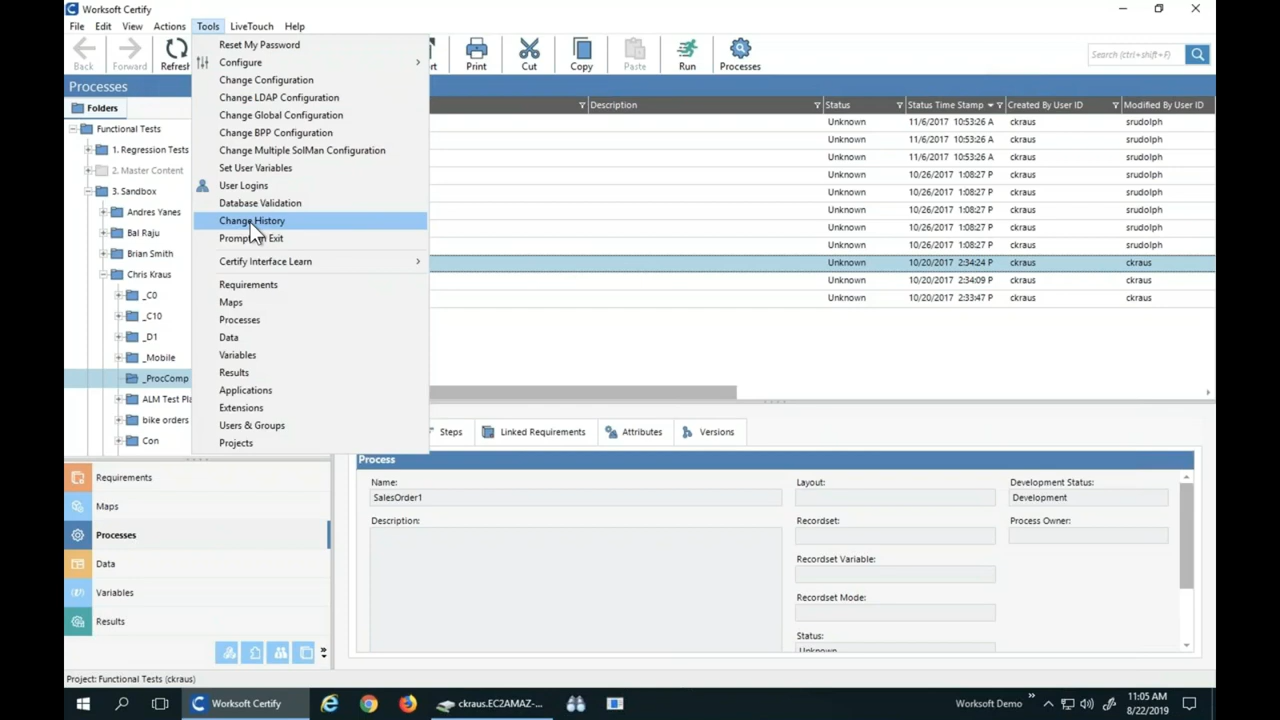 Worksoft Certify
File Edit View Actions Tools LiveTouch Help
Back Forward Refresh Print Cut Copy Paste Run Processes Search (ctrl+shift+F)
Processes
Folders
Functional Tests
1. Regression Tests
2. Master Content
3. Sandbox
Andres Yanes
Bal Raju
Brian Smith
Chris Kraus
_C0
_C10
_D1
_Mobile
_ProcComp
ALM Test Pla
bike orders
Con
Reset My Password
Configure
Change Configuration
Change LDAP Configuration
Change Global Configuration
Change BPP Configuration
Change Multiple SolMan Configuration
Set User Variables
User Logins
Database Validation
Change History
Prompt Exit
Certify Interface Learn
Requirements
Maps
Processes
Data
Variables
Results
Applications
Extensions
Users & Groups
Projects
Description Status Status Time Stamp Created By User ID Modified By User ID
Unknown 11/6/2017 10:53:26 A ckraus srudolph
Unknown 11/6/2017 10:53:26 A ckraus srudolph
Unknown 11/6/2017 10:53:26 A ckraus srudolph
Unknown 10/26/2017 1:08:27 P ckraus srudolph
Unknown 10/26/2017 1:08:27 P ckraus srudolph
Unknown 10/26/2017 1:08:27 P ckraus srudolph
Unknown 10/26/2017 1:08:27 P ckraus srudolph
Unknown 10/26/2017 1:08:27 P ckraus srudolph
Unknown 10/20/2017 2:34:24 P ckraus ckraus
Unknown 10/20/2017 2:34:09 P ckraus ckraus
Unknown 10/20/2017 2:33:47 P ckraus ckraus
Steps Linked Requirements Attributes Versions
Process
Name: Layout: Development Status:
SalesOrder1 Development
Description: Recordset: Process Owner:
Recordset Variable:
Recordset Mode:
Status:
Unknown
Requirements
Maps
Processes
Data
Variables
Results
Project: Functional Tests (ckraus)
Worksoft Certify ckraus.EC2AMAZ-... Worksoft Demo 11:05 AM
8/22/2019